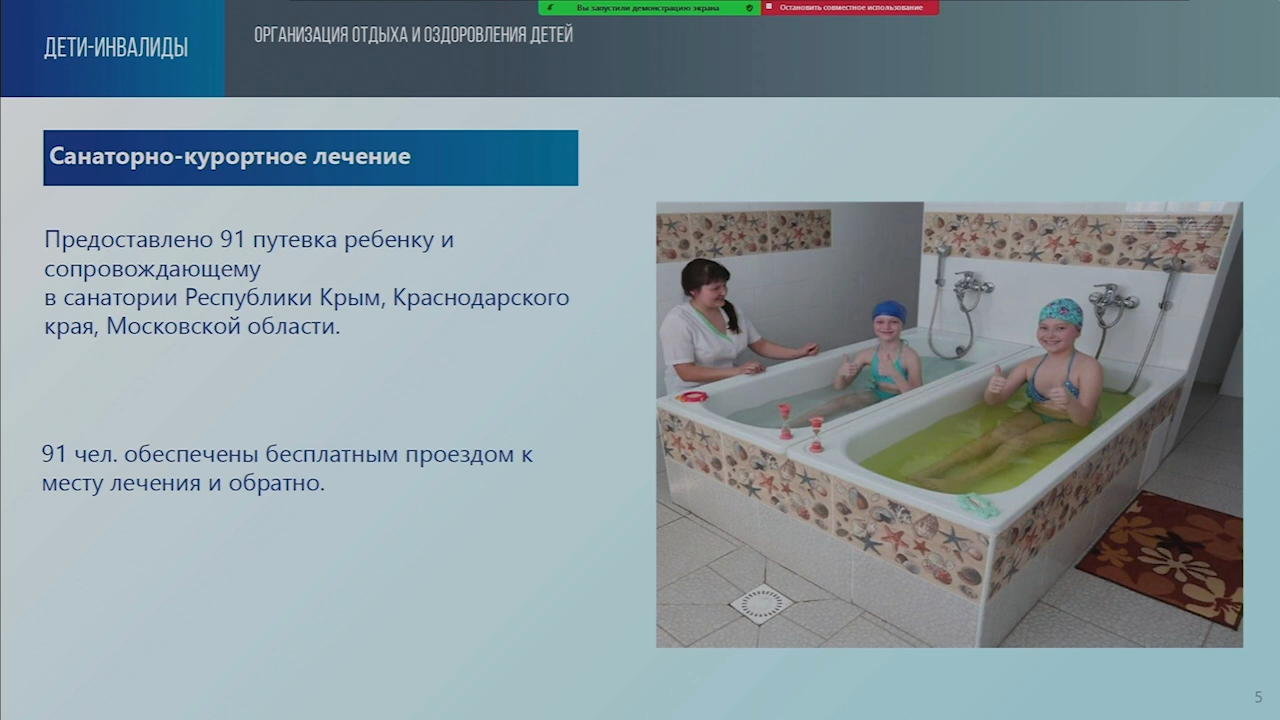 Вы запустили демонстрацию экрана
Остановить совместное использование
ДЕТИ-ИНВАЛИДЫ
ОРГАНИЗАЦИЯ ОТДЫХА И ОЗДОРОВЛЕНИЯ ДЕТЕЙ
Санаторно-курортное лечение
Предоставлено 91 путевка ребенку и
сопровождающему
в санатории Республики Крым, Краснодарского
края, Московской области.
91 чел. обеспечены бесплатным проездом к
месту лечения и обратно.
5